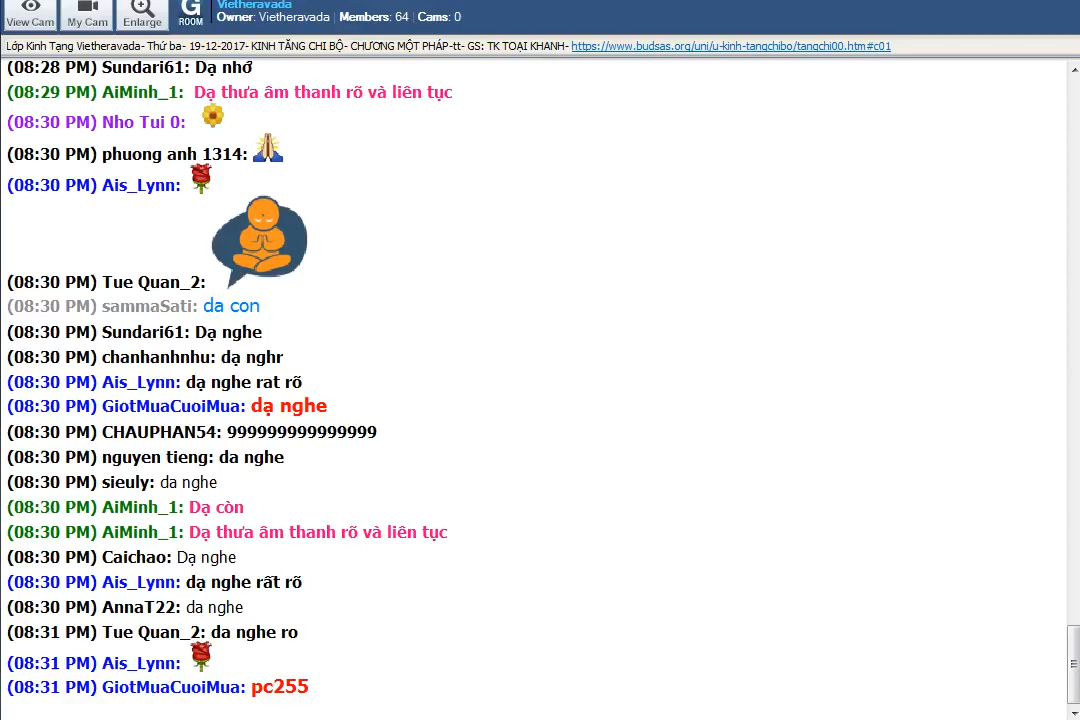 Vietheravada
View Cam
My Cam
Enlarge
G
ROOM
Owner: Vietheravada | Members: 64 | Cams: 0
Lớp Kinh Tạng Vietheravada- Thứ ba- 19-12-2017- KINH TĂNG CHI BỘ- CHƯƠNG MỘT PHÁP-tt- GS: TK TOẠI KHANH- https://www.budsas.org/uni/u-kinh-tangchibo/tangchi00.htm#c01
(08:28 PM) Sundari61: Dạ nhớ
(08:29 PM) AiMinh_1: Dạ thưa âm thanh rõ và liên tục
(08:30 PM) Nho Tui 0:
(08:30 PM) phuong anh 1314:
(08:30 PM) Ais_Lynn:
(08:30 PM) Tue Quan_2:
(08:30 PM) sammaSati: da con
(08:30 PM) Sundari61: Dạ nghe
(08:30 PM) chanhanhnhu: dạ nghr
(08:30 PM) Ais_Lynn: dạ nghe rat rõ
(08:30 PM) GiotMuaCuoiMua: dạ nghe
(08:30 PM) CHAUPHAN54: 999999999999999
(08:30 PM) nguyen tieng: da nghe
(08:30 PM) sieuly: da nghe
(08:30 PM) AiMinh_1: Dạ còn
(08:30 PM) AiMinh_1: Dạ thưa âm thanh rõ và liên tục
(08:30 PM) Caichao: Dạ nghe
(08:30 PM) Ais_Lynn: dạ nghe rất rõ
(08:30 PM) AnnaT22: da nghe
(08:31 PM) Tue Quan_2: da nghe ro
(08:31 PM) Ais_Lynn:
(08:31 PM) GiotMuaCuoiMua: pc255